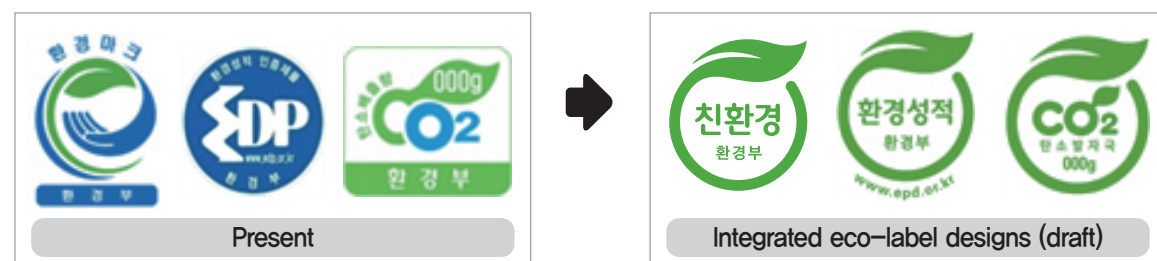 환경마크
환경부
환경성적 인증제품
EDP
www.edp.or.kr
환경부
탄소배출량
000g
CO2
환경부
Present
친환경
환경부
환경성적
환경부
www.epd.or.kr
CO2
탄소발자국
000g
Integrated eco-label designs (draft)